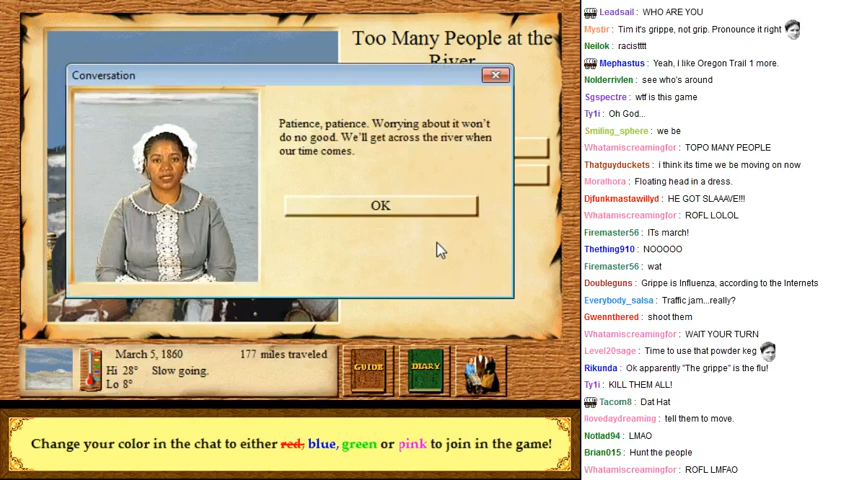 Too Many People at the
River
Conversation
Patience, patience. Worrying about it won't
do no good. We'll get across the river when
our time comes.
OK
March 5, 1860
177 miles traveled
Hi 28°
Slow going.
Lo 8°
GUIDE
DIARY
Change your color in the chat to either red, blue, green or pink to join in the game!
Leadsail : WHO ARE YOU
Mystir : Tim it's grippe, not grip. Pronounce it right
Neilok : racistttt
Mephastus : Yeah, I like Oregon Trail 1 more.
Nolderrivlen : see who's around
Sgspectre : wtf is this game
Ty1i : Oh God...
Smiling_sphere : we be
Whatamiscreamingfor : TOPO MANY PEOPLE
Thatguyduckets : i think its time we be moving on now
Morathora : Floating head in a dress.
Djfunkmastawillyd : HE GOT SLAAAVE!!!
Whatamiscreamingfor : ROFL LOLOL
Firemaster56 : ITs march!
Thething910 : NOOOOO
Firemaster56 : wat
Doubleguns : Grippe is Influenza, according to the Internets
Everybody_salsa : Traffic jam...really?
Gwennthered : shoot them
Whatamiscreamingfor : WAIT YOUR TURN
Level20sage : Time to use that powder keg
Rikunda : Ok apparently "The grippe" is the flu!
Ty1i : KILL THEM ALL!
Tacom8 : Dat Hat
Ilovedaydreaming : tell them to move.
Notlad94 : LMAO
Brian015 : Hunt the people
Whatamiscreamingfor : ROFL LMFAO